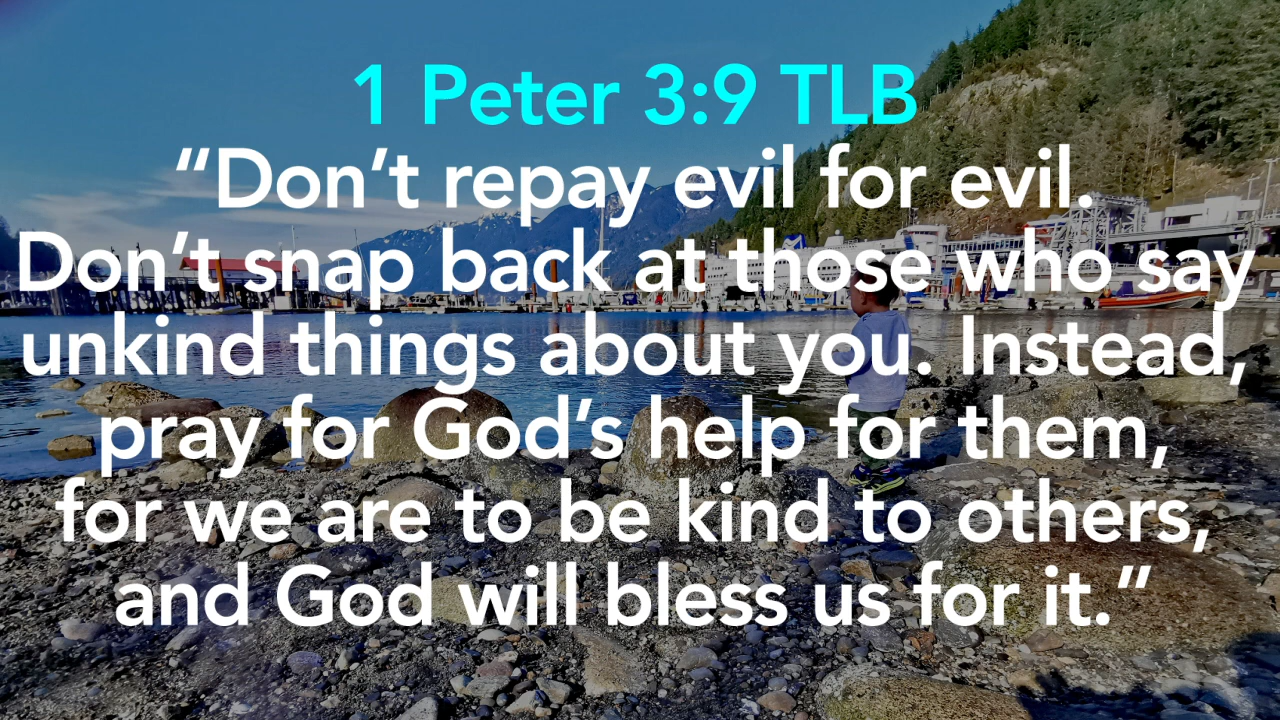 1 Peter 3:9 TLB
“Don’t repay evil for evil.
Don’t snap back at those who say
unkind things about you. Instead,
pray for God’s help for them,
for we are to be kind to others,
and God will bless us for it.”